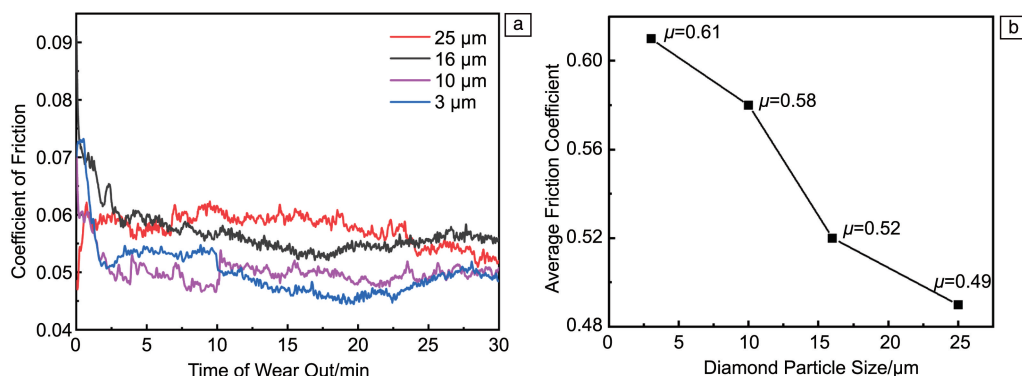 a
0.09
0.08
0.07
0.06
0.05
0.04
Coefficient of Friction
25 μm
16 μm
10 μm
3 μm
0 5 10 15 20 25 30
Time of Wear Out/min
b
0.60
0.56
0.52
0.48
Average Friction Coefficient
μ=0.61
μ=0.58
μ=0.52
μ=0.49
0 5 10 15 20 25
Diamond Particle Size/μm